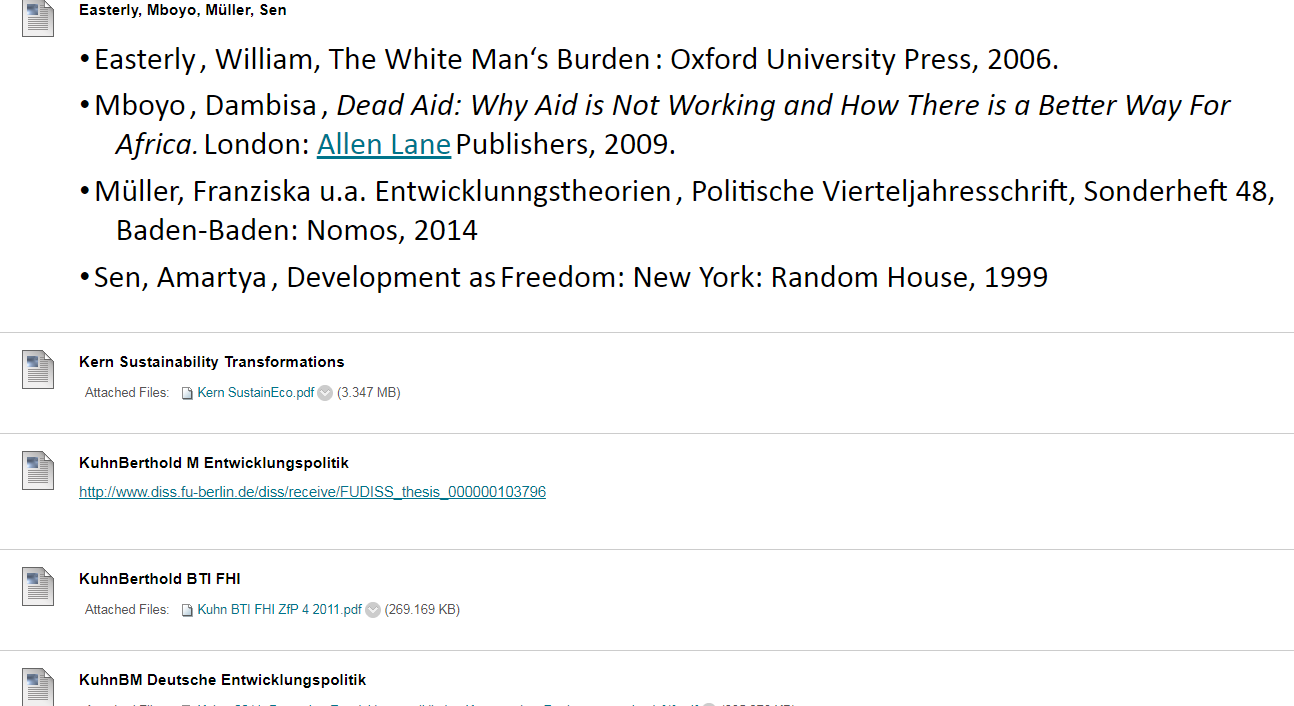 Easterly, Mboyo, Müller, Sen
•Easterly, William, The White Man‘s Burden: Oxford University Press, 2006.
•Mboyo, Dambisa, Dead Aid: Why Aid is Not Working and How There is a Better Way For
Africa. London: Allen Lane Publishers, 2009.
•Müller, Franziska u.a. Entwicklunngstheorien, Politische Vierteljahresschrift, Sonderheft 48,
Baden-Baden: Nomos, 2014
•Sen, Amartya, Development as Freedom: New York: Random House, 1999
Kern Sustainability Transformations
Attached Files: Kern SustainEco.pdf (3.347 MB)
KuhnBerthold M Entwicklungspolitik
http://www.diss.fu-berlin.de/diss/receive/FUDISS_thesis_000000103796
KuhnBerthold BTI FHI
Attached Files: Kuhn BTI FHI ZfP 4 2011.pdf (269.169 KB)
KuhnBM Deutsche Entwicklungspolitik